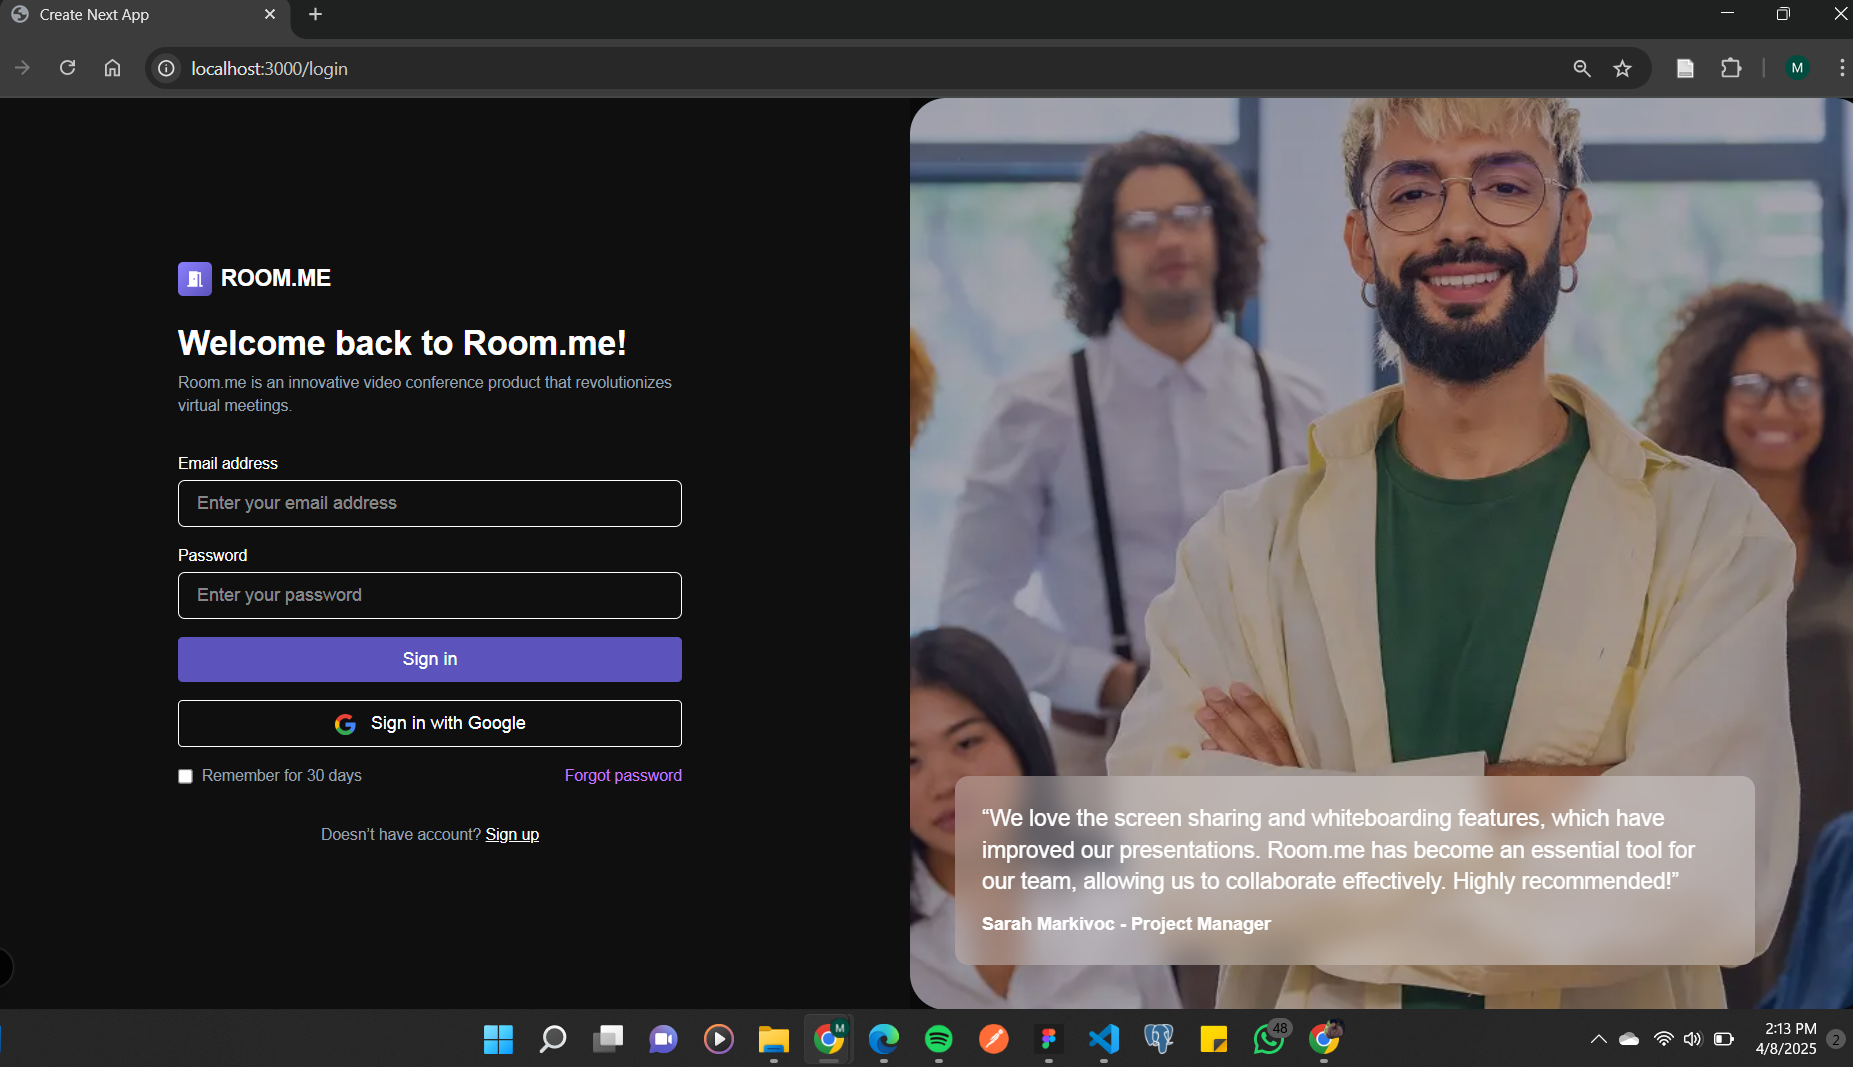 Create Next App
localhost:3000/login
M
ROOM.ME
Welcome back to Room.me!
Room.me is an innovative video conference product that revolutionizes
virtual meetings.
Email address
Enter your email address
Password
Enter your password
Sign in
Sign in with Google
Remember for 30 days
Forgot password
Doesn’t have account? Sign up
“We love the screen sharing and whiteboarding features, which have
improved our presentations. Room.me has become an essential tool for
our team, allowing us to collaborate effectively. Highly recommended!”
Sarah Markivoc - Project Manager
M
48
2:13 PM
4/8/2025
2